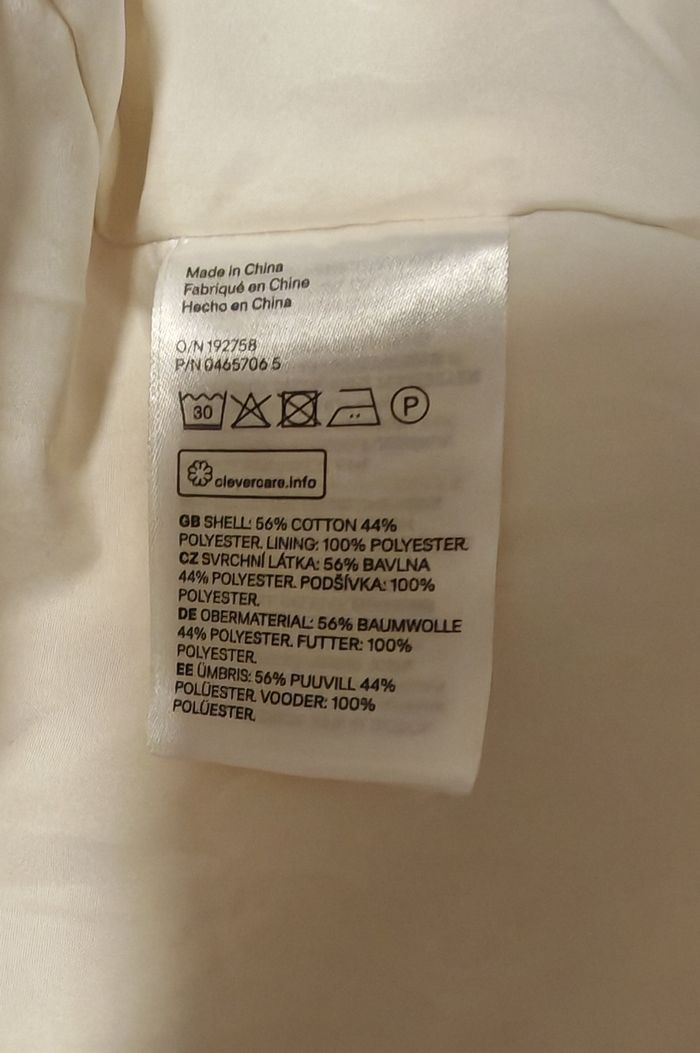 Made in China
Fabriqué en Chine
Hecho en China
O/N 192758
P/N 0465706 5
30 P
clevercare.info
GB SHELL: 56% COTTON 44%
POLYESTER. LINING: 100% POLYESTER.
CZ SVRCHNÍ LÁTKA: 56% BAVLNA
44% POLYESTER. PODŠÍVKA: 100%
POLYESTER.
DE OBERMATERIAL: 56% BAUMWOLLE
44% POLYESTER. FUTTER: 100%
POLYESTER.
EE ÜMBRIS: 56% PUUVILL 44%
POLÜESTER. VOODER: 100%
POLÜESTER.